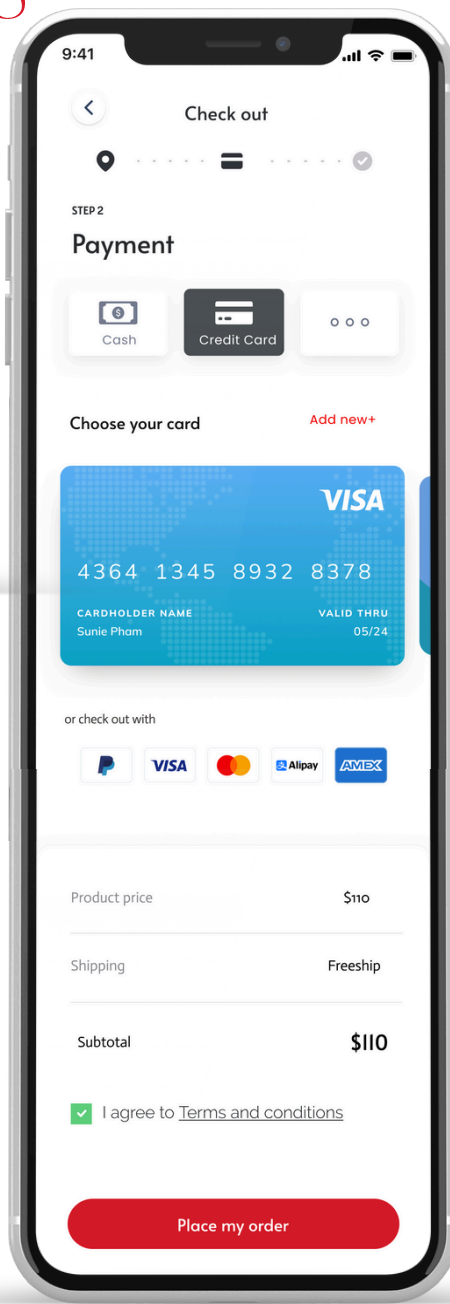 9:41
Check out
STEP 2
Payment
Cash
Credit Card
Choose your card
Add new+
VISA
4364 1345 8932 8378
CARDHOLDER NAME VALID THRU
Sunie Pham 05/24
or check out with
VISA Alipay AMEX
Product price $110
Shipping Freeship
Subtotal $110
I agree to Terms and conditions
Place my order